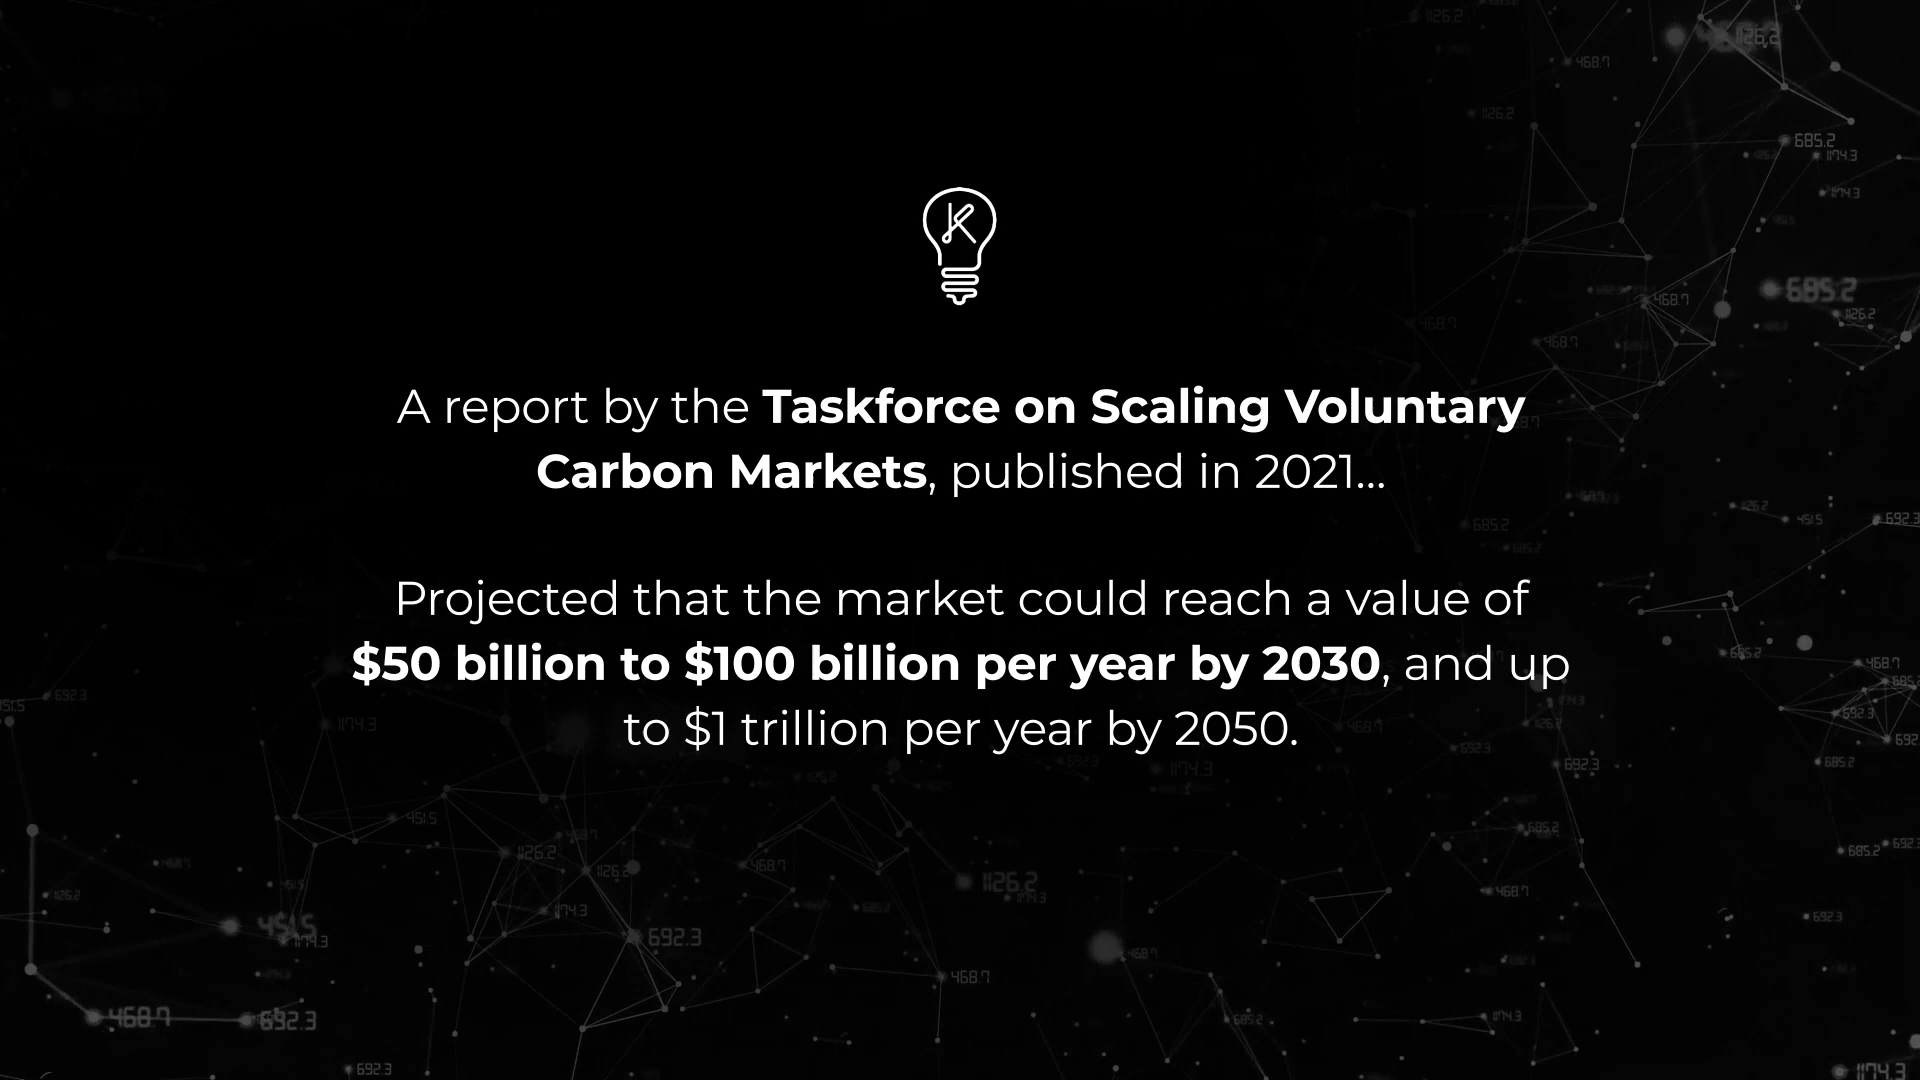 A report by the Taskforce on Scaling Voluntary
Carbon Markets, published in 2021...
Projected that the market could reach a value of
$50 billion to $100 billion per year by 2030, and up
to $1 trillion per year by 2050.